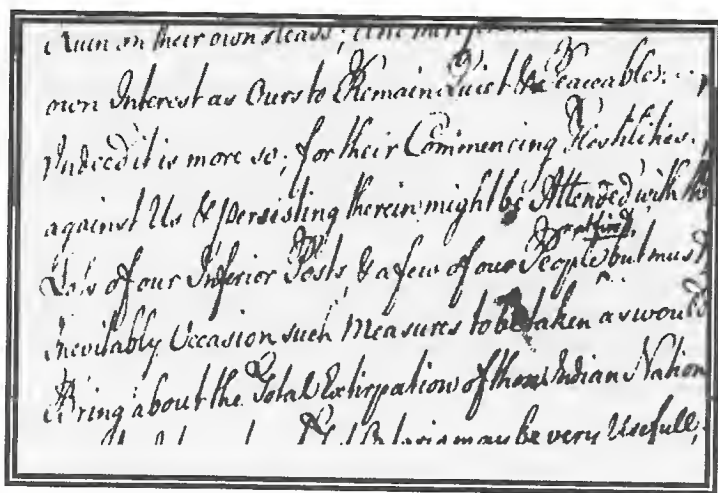 Ruin on their own Heads;
own Interest as Ours to Remain Quiet & Peaceable:
Indeed it is more so; for their Commencing Hostilities,
against Us & persisting therein might be Attended with the
Loss of our Inferior Posts, & a few of our People at first, but must
Inevitably Occasion such Measures to be taken as would
Bring about the Total Extirpation of those Indian Nation
may be very Usefull,